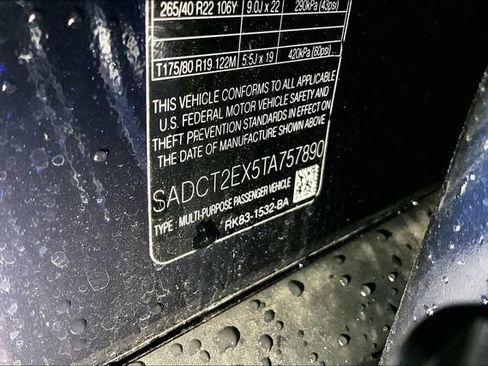 265/40 R22 106Y 9.0J x 22 290kPa (43psi)
T175/80 R19 122M 5.5J x 19 420kPa (60psi)
THIS VEHICLE CONFORMS TO ALL APPLICABLE
U.S. FEDERAL MOTOR VEHICLE SAFETY AND
THEFT PREVENTION STANDARDS IN EFFECT ON
THE DATE OF MANUFACTURE SHOWN ABOVE
SADCT2EX5TA757890
TYPE : MULTI-PURPOSE PASSENGER VEHICLE
RK83-1532-BA